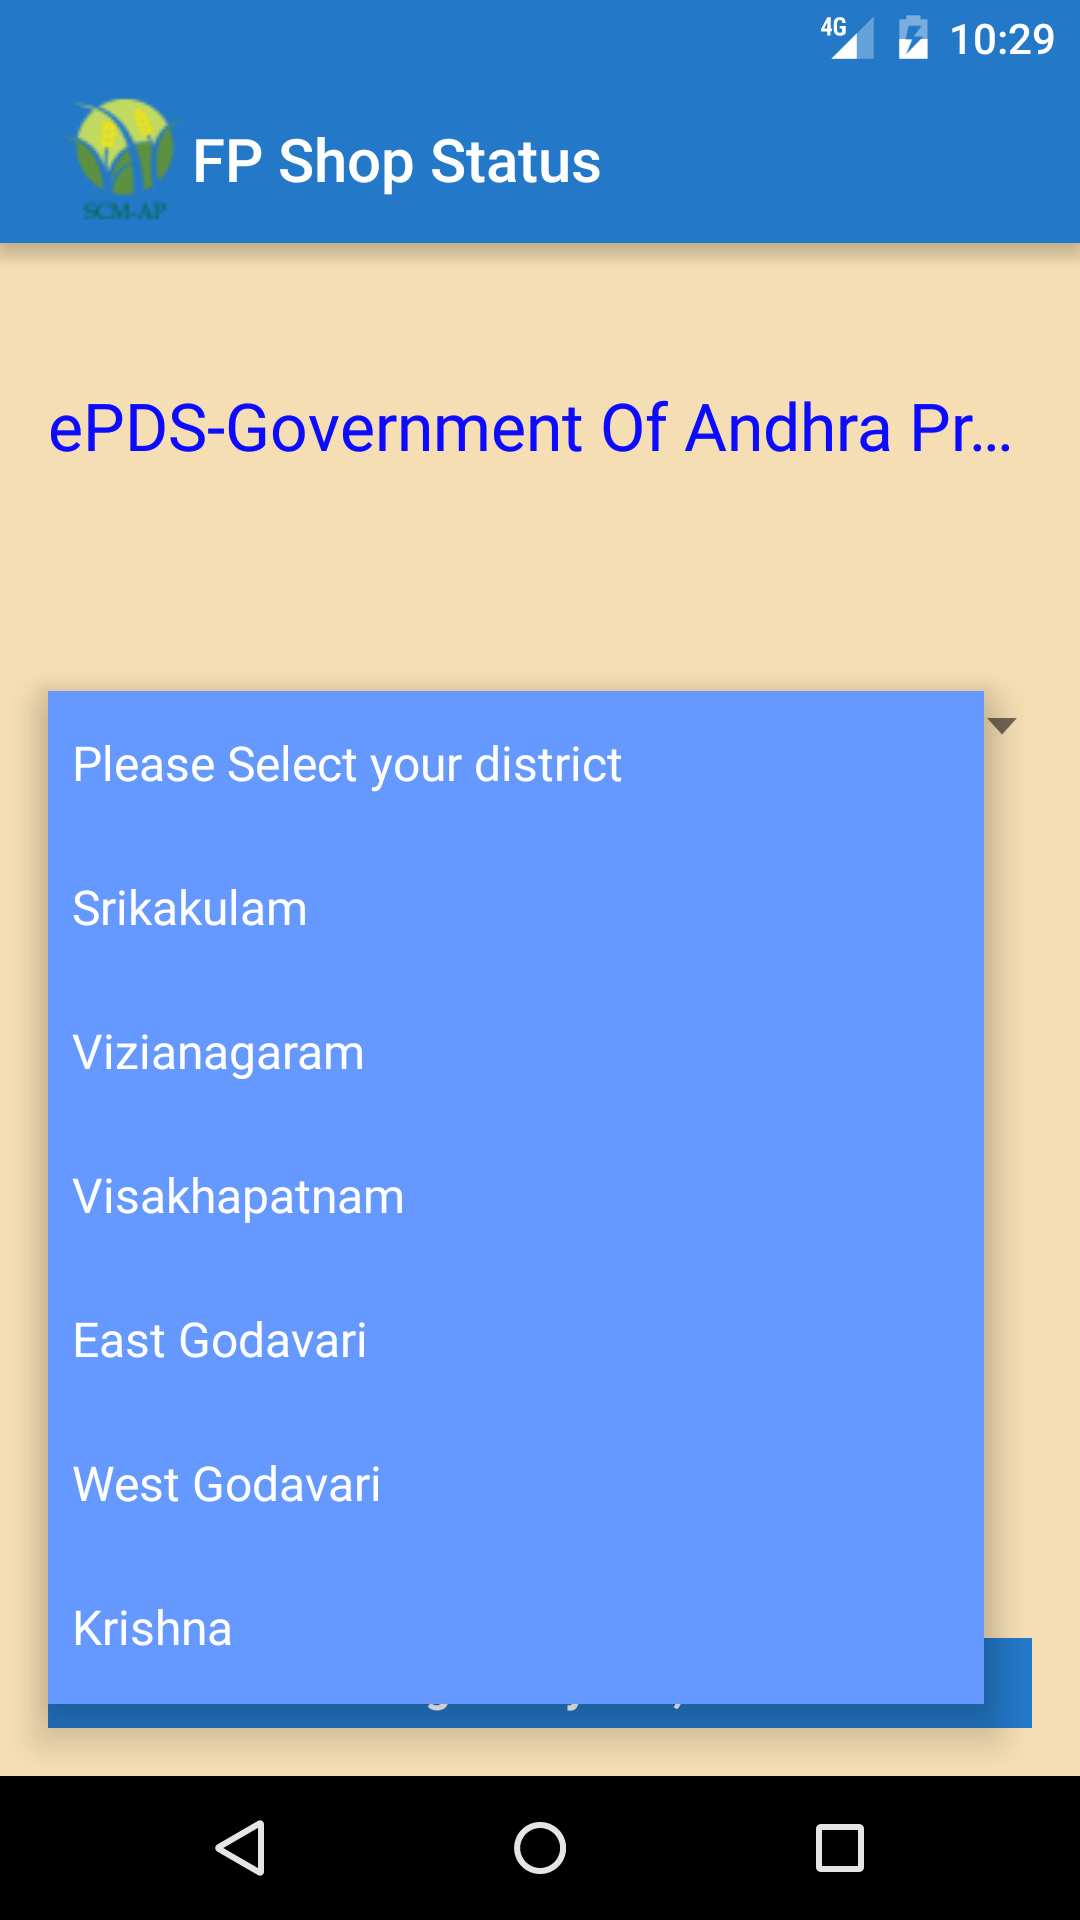 4G 10:29
SCM-AP
FP Shop Status
ePDS-Government Of Andhra Pr...
Please Select your district
Srikakulam
Vizianagaram
Visakhapatnam
East Godavari
West Godavari
Krishna